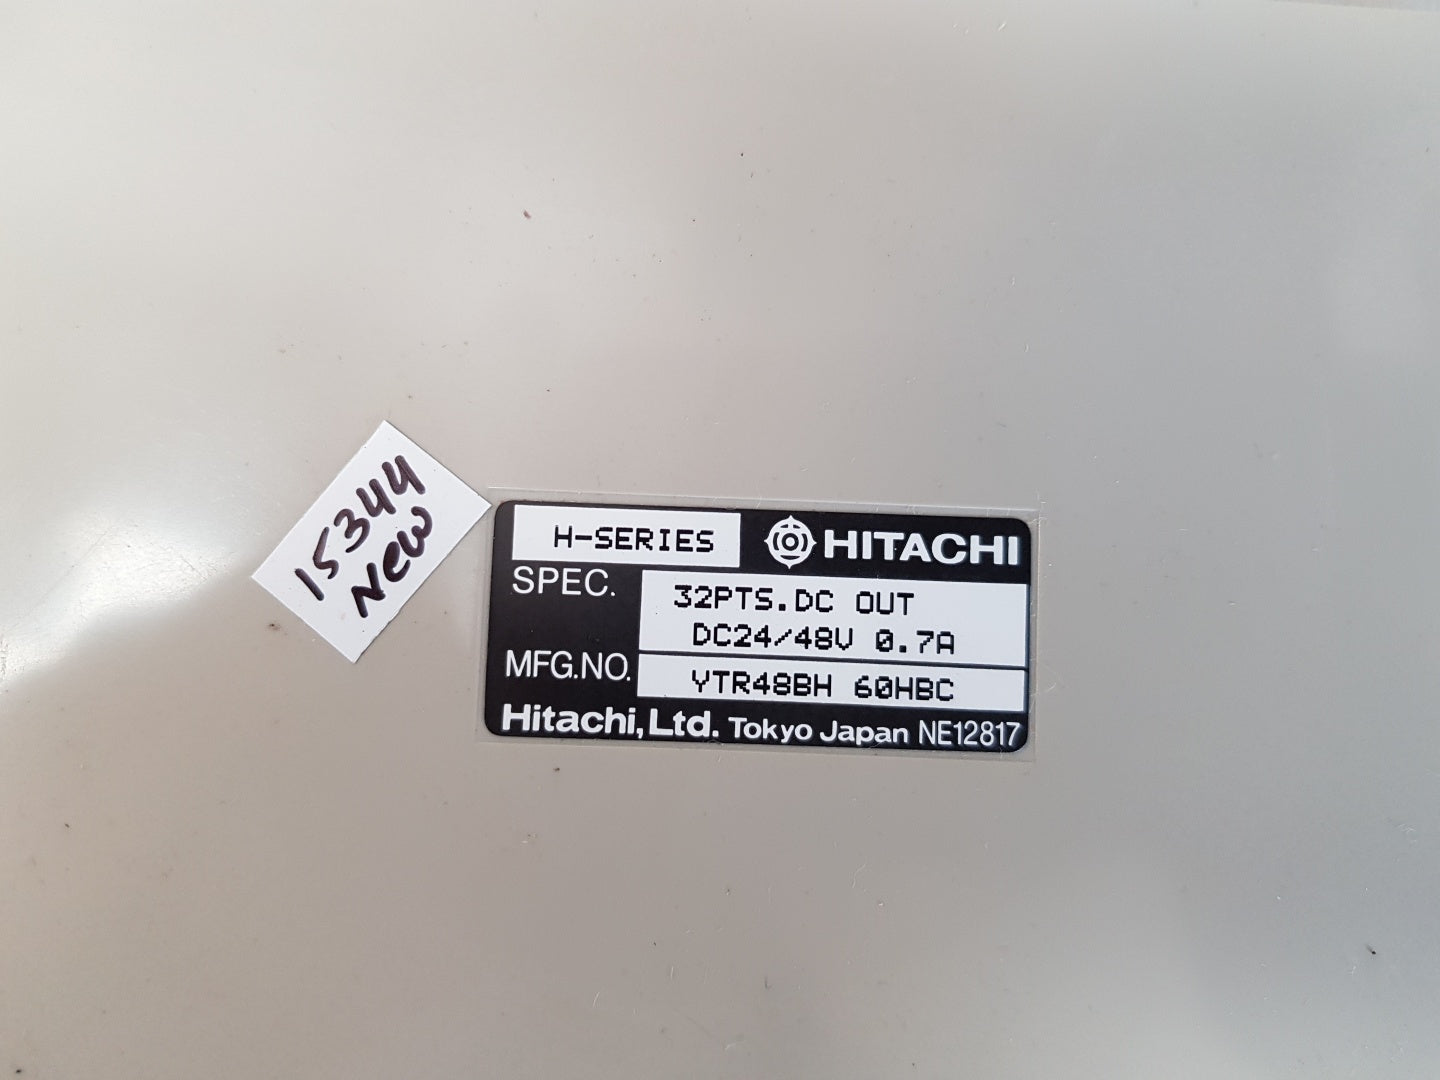 15344
New
H-SERIES
HITACHI
SPEC.
32PTS.DC OUT
DC24/48V 0.7A
MFG.NO.
YTR48BH 60HBC
Hitachi, Ltd. Tokyo Japan NE12817